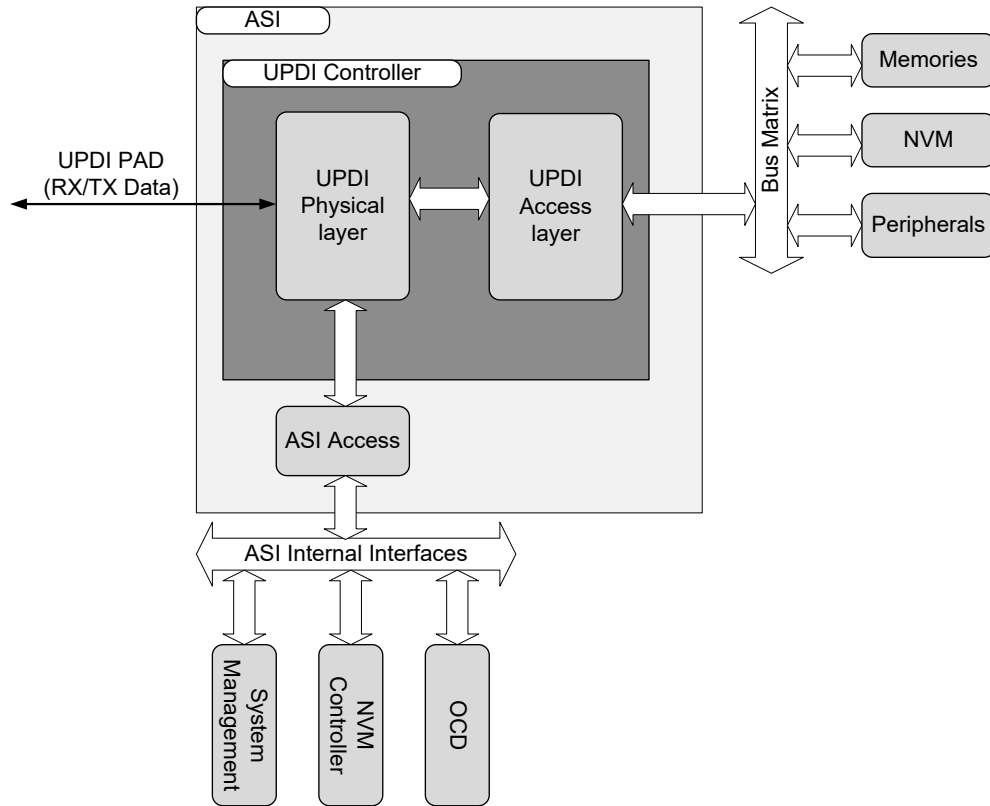 ASI
UPDI Controller
UPDI PAD
(RX/TX Data)
UPDI
Physical
layer
UPDI
Access
layer
Bus Matrix
Memories
NVM
Peripherals
ASI Access
ASI Internal Interfaces
System
Management
NVM
Controller
OCD